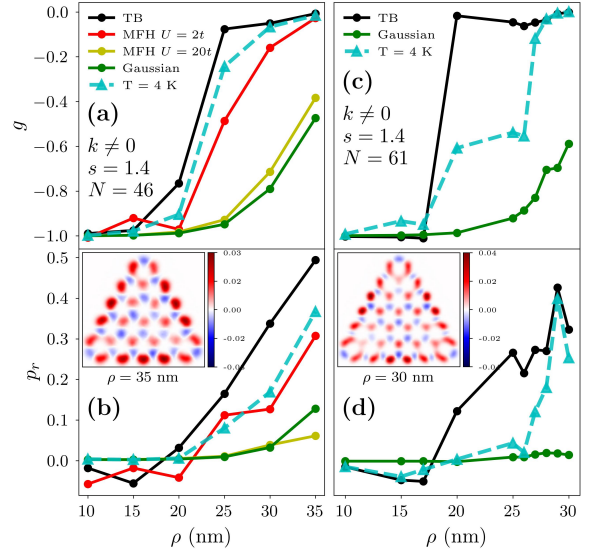 0.0
−0.2
−0.4
−0.6
−0.8
−1.0
g
TB
MFH U = 2t
MFH U = 20t
Gaussian
T = 4 K
(a)
k ≠ 0
s = 1.4
N = 46
TB
Gaussian
T = 4 K
(c)
k ≠ 0
s = 1.4
N = 61
0.5
0.4
0.3
0.2
0.1
0.0
p_r
0.03
0.01
0.00
-0.02
ρ = 35 nm
(b)
10 15 20 25 30 35
ρ (nm)
0.04
0.02
0.00
-0.02
ρ = 30 nm
(d)
10 15 20 25 30
ρ (nm)